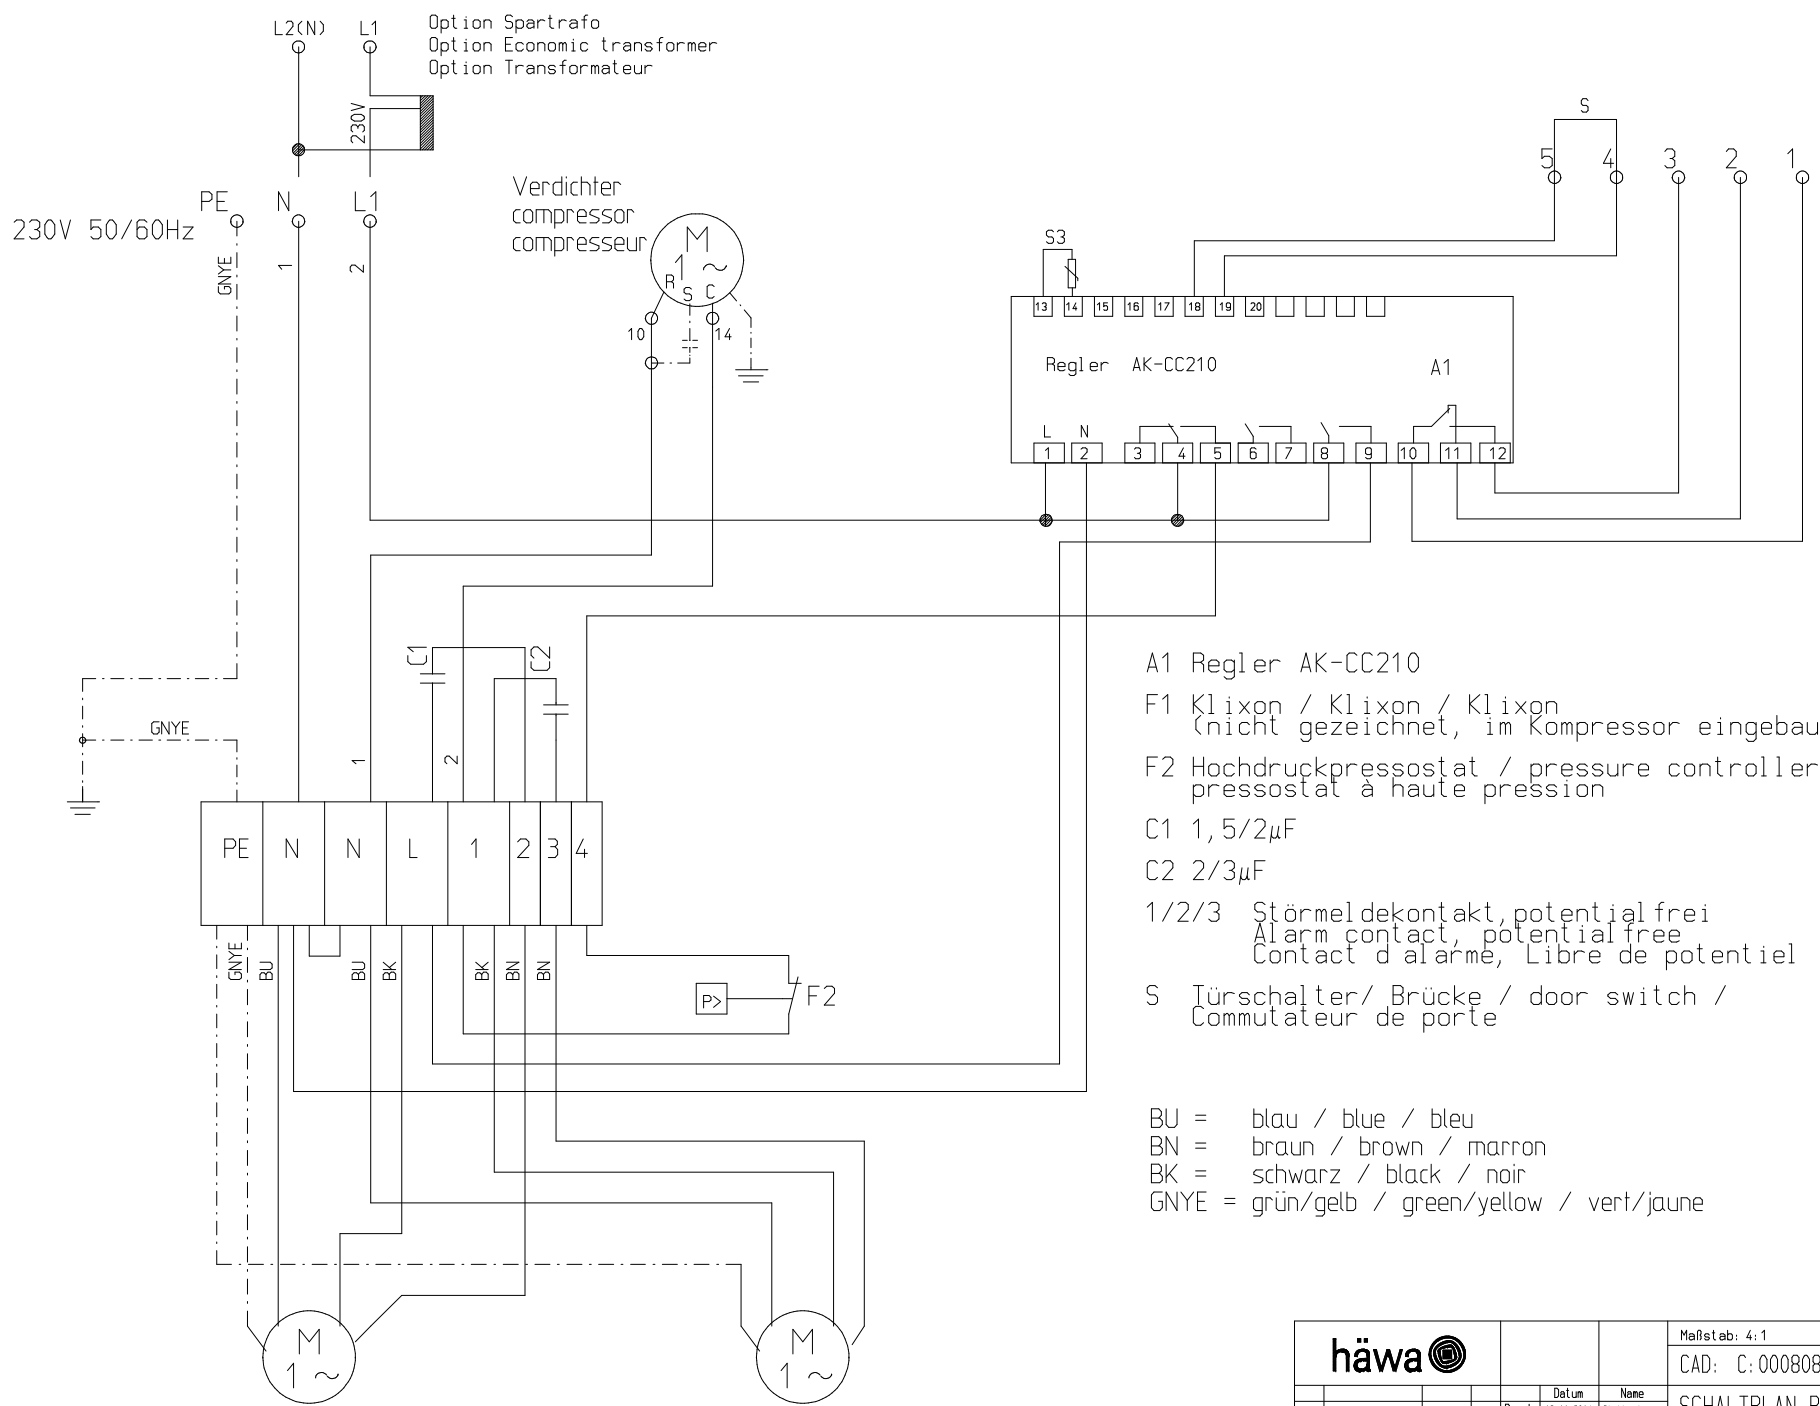 L2(N) L1
Option Spartrafo
Option Economic transformer
Option Transformateur
230V
PE N L1
230V 50/60Hz
GNYE 1 2
Verdichter
compressor
compresseur
M
1 ~
R S C
10 14
S
5 4 3 2 1
S3
13 14 15 16 17 18 19 20
Regler AK-CC210 A1
L N
1 2 3 4 5 6 7 8 9 10 11 12
GNYE
C1 C2
1 2
PE N N L 1 2 3 4
GNYE BU BU BK BK BN BN
P> F2
A1 Regler AK-CC210
F1 Klixon / Klixon / Klixon
(nicht gezeichnet, im Kompressor eingebau
F2 Hochdruckpressostat / pressure controller
pressostat à haute pression
C1 1,5/2µF
C2 2/3µF
1/2/3 Störmeldekontakt, potentialfrei
Alarm contact, potentialfree
Contact d alarme, Libre de potentiel
S Türschalter/ Brücke / door switch /
Commutateur de porte
BU = blau / blue / bleu
BN = braun / brown / marron
BK = schwarz / black / noir
GNYE = grün/gelb / green/yellow / vert/jaune
M
1 ~
M
1 ~
häwa
Maßstab: 4:1
CAD: C:000808
Datum Name
SCHALTPLAN